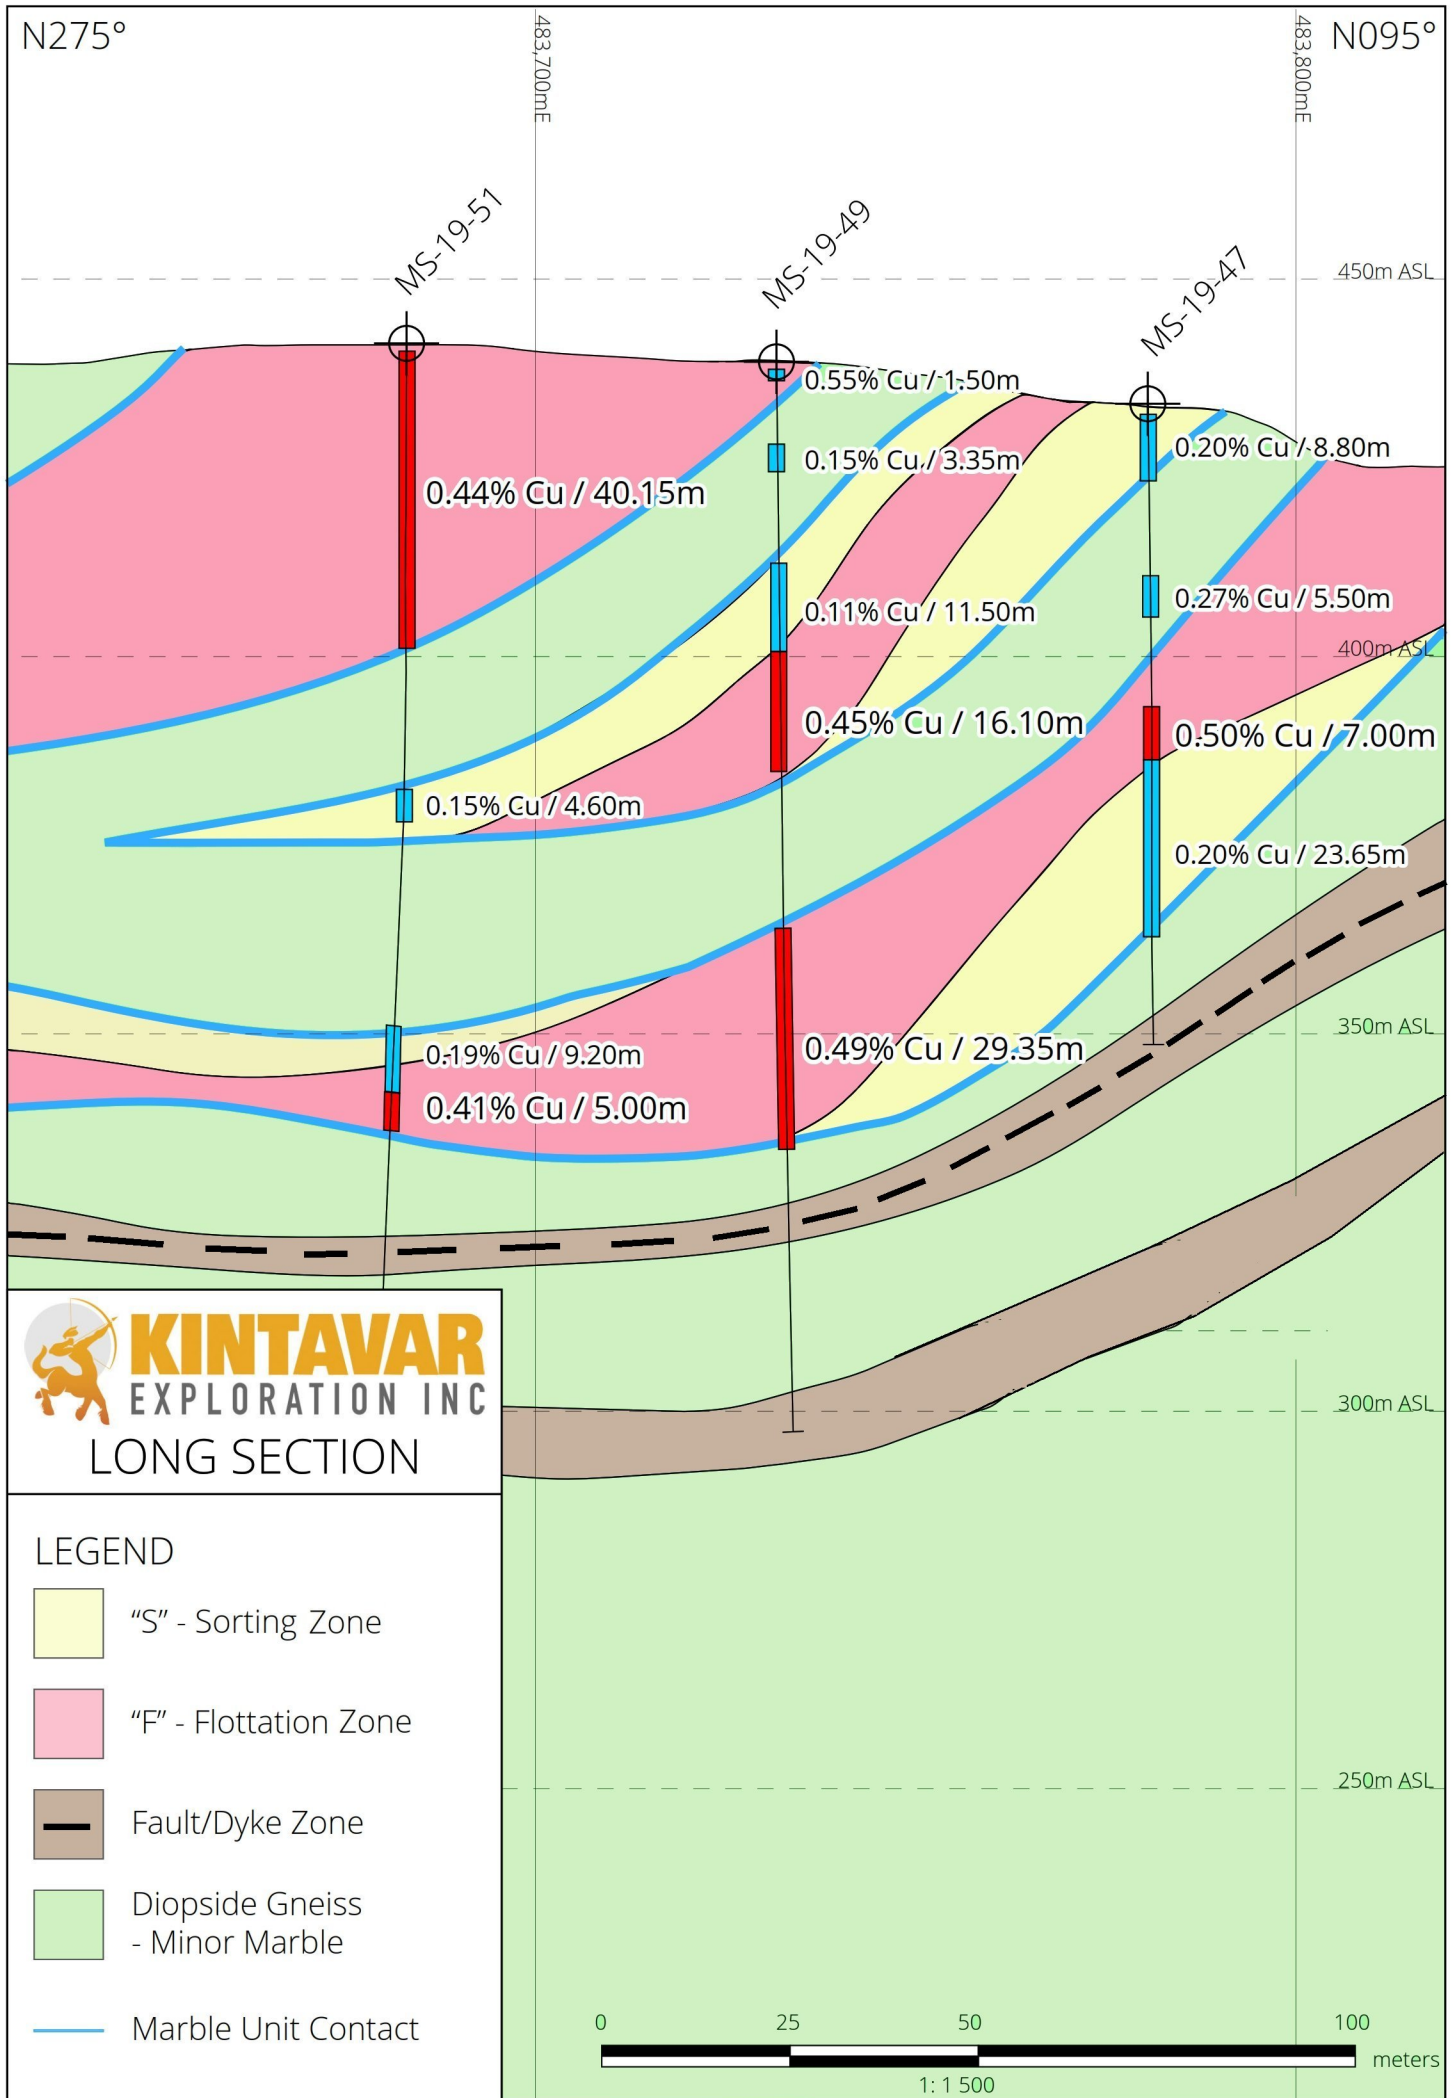 N275°
483,700mE
483,800mE
N095°
MS-19-51
MS-19-49
MS-19-47
450m ASL
0.55% Cu / 1.50m
0.20% Cu / 8.80m
0.15% Cu / 3.35m
0.44% Cu / 40.15m
0.27% Cu / 5.50m
0.11% Cu / 11.50m
400m ASL
0.45% Cu / 16.10m
0.50% Cu / 7.00m
0.15% Cu / 4.60m
0.20% Cu / 23.65m
350m ASL
0.49% Cu / 29.35m
0.19% Cu / 9.20m
0.41% Cu / 5.00m
KINTAVAR
EXPLORATION INC
LONG SECTION
300m ASL
LEGEND
“S” - Sorting Zone
“F” - Flottation Zone
250m ASL
Fault/Dyke Zone
Diopside Gneiss
- Minor Marble
Marble Unit Contact
0 25 50 100
meters
1: 1 500